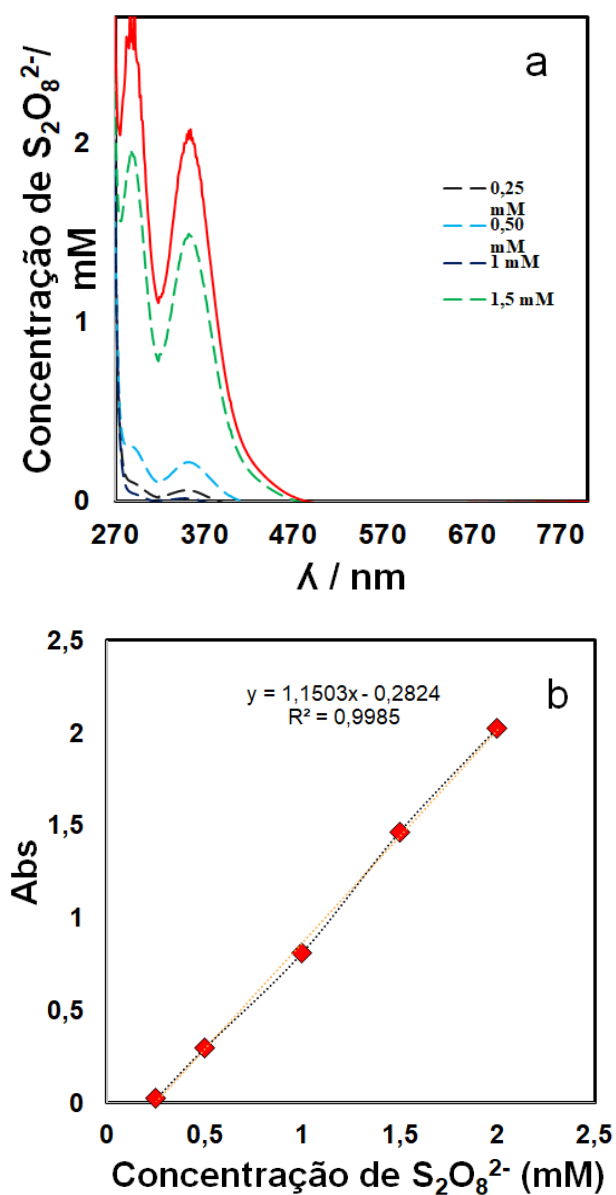 a
Concentração de S₂O₈²⁻/
mM
2
1
0
0,25
mM
0,50
mM
1 mM
1,5 mM
270 370 470 570 670 770
ʎ / nm
b
y = 1,1503x - 0,2824
R² = 0,9985
Abs
2,5
2
1,5
1
0,5
0
0 0,5 1 1,5 2 2,5
Concentração de S₂O₈²⁻ (mM)